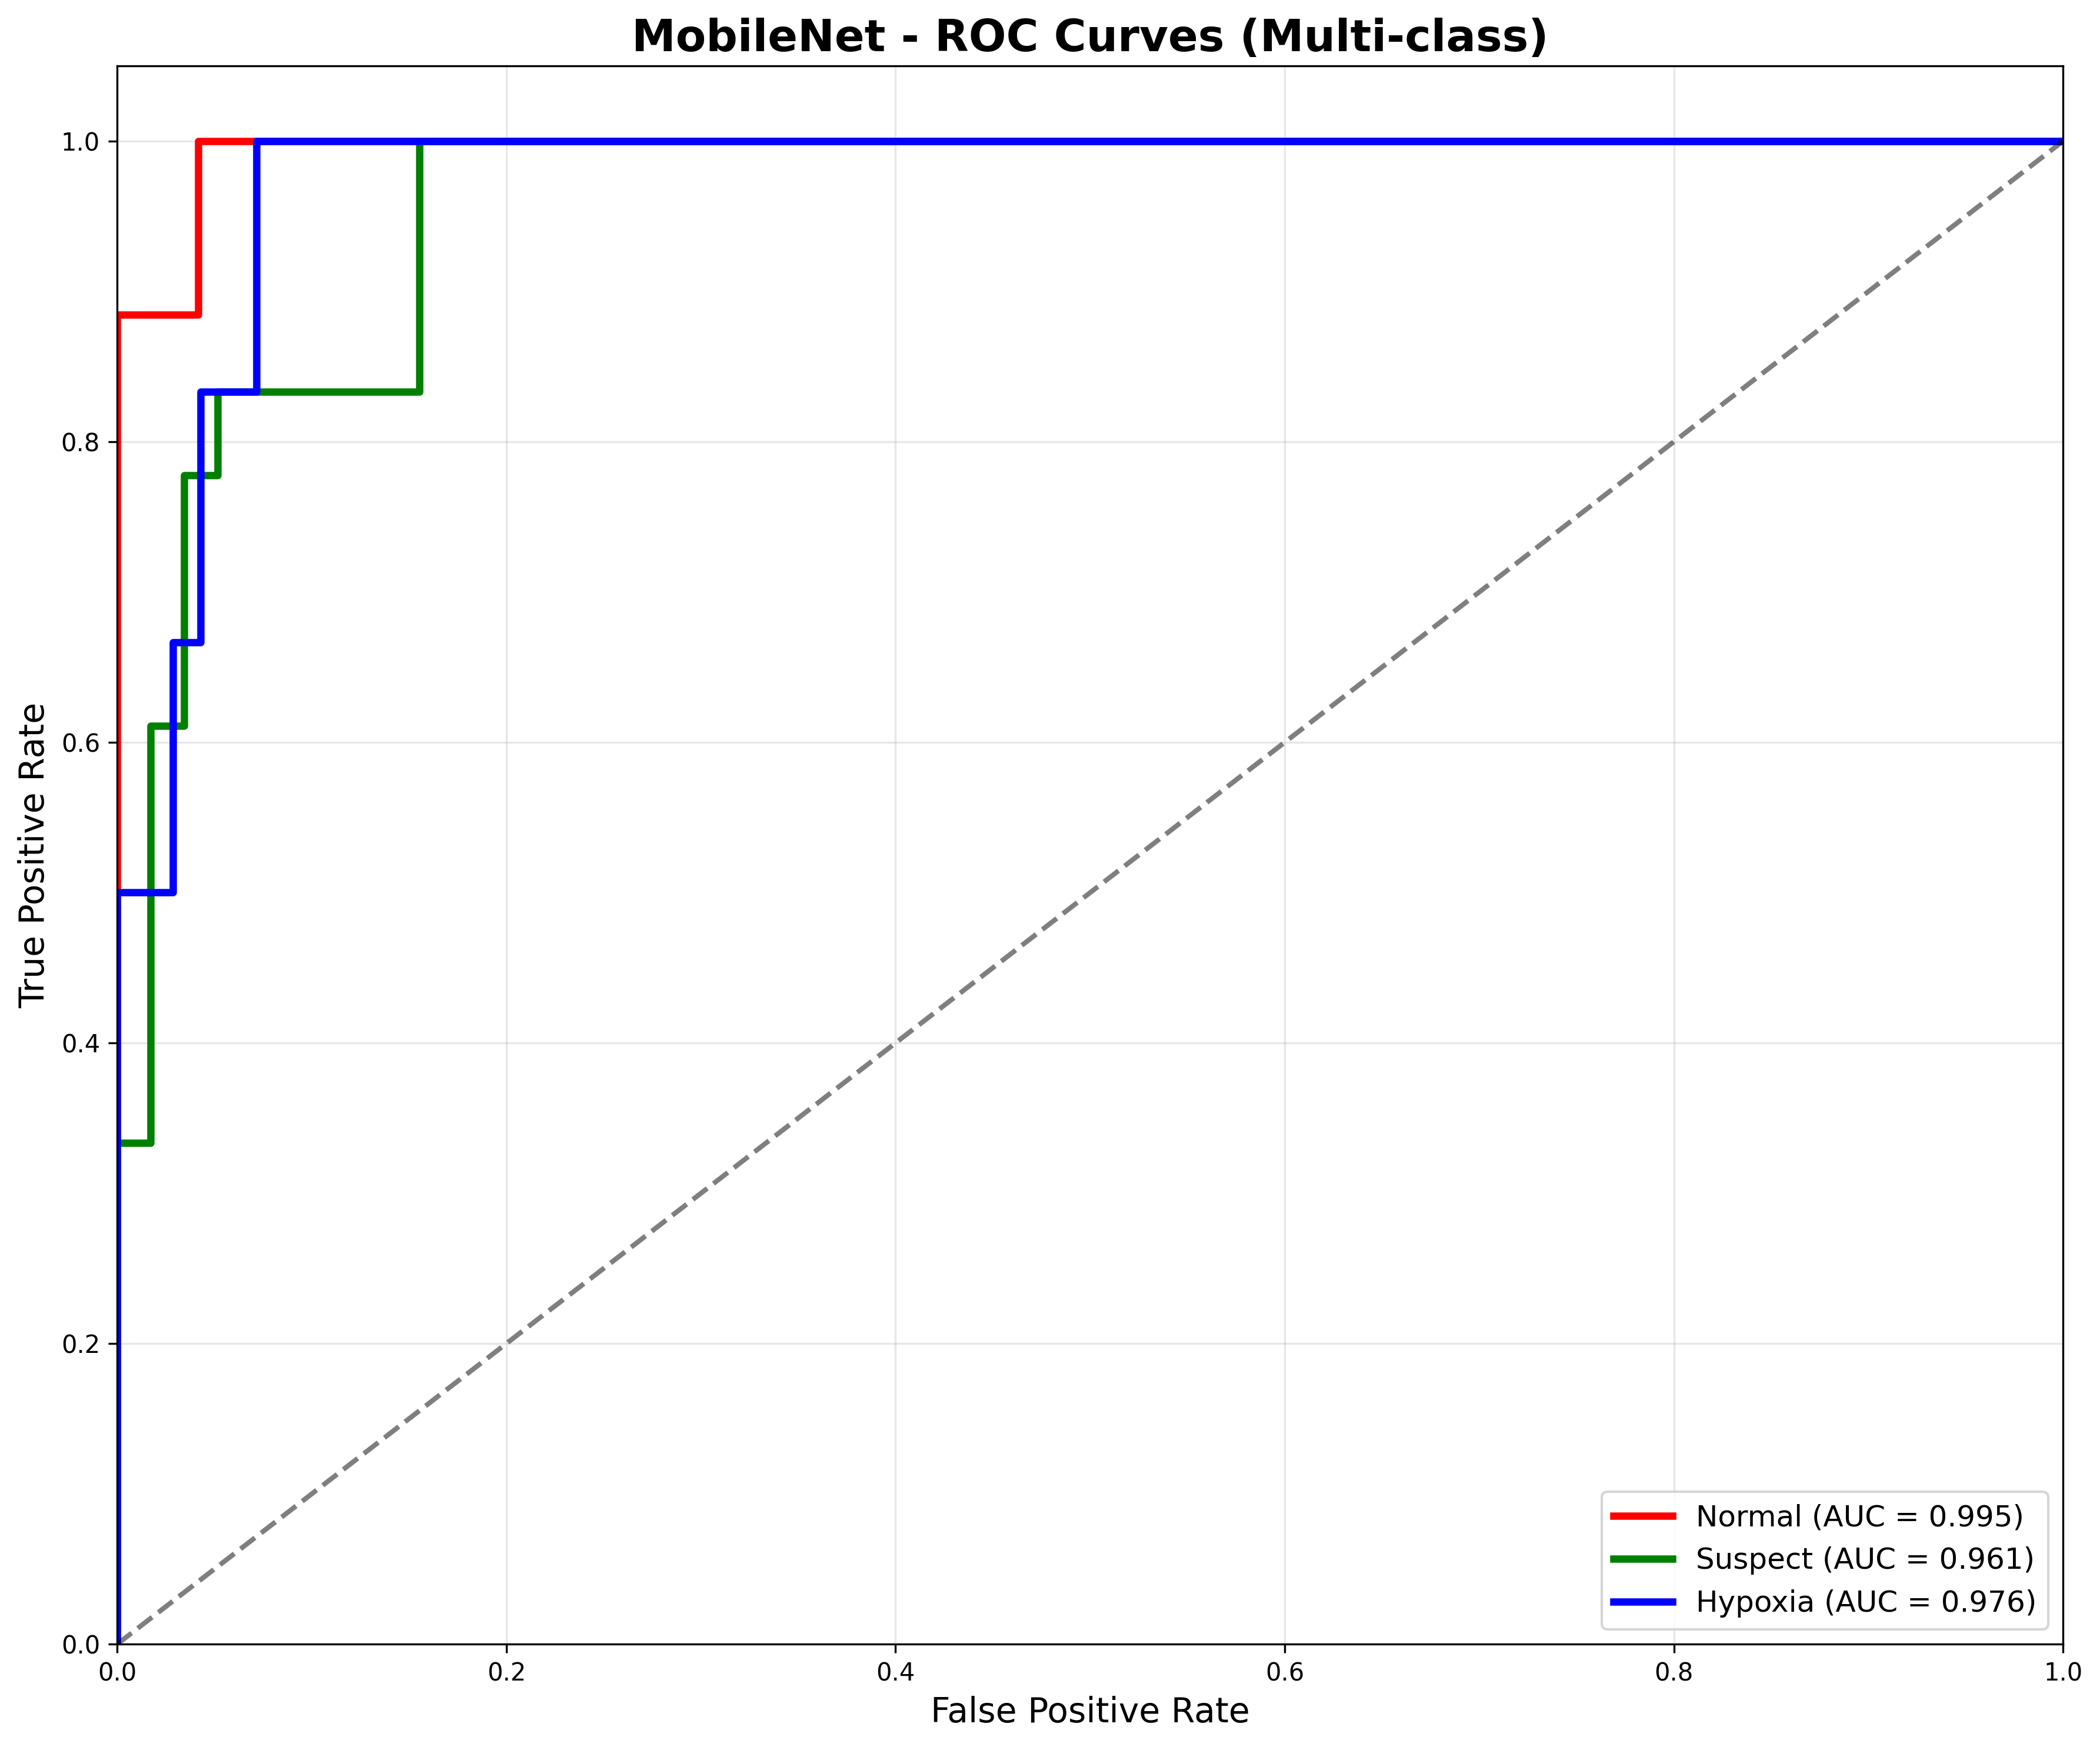 MobileNet - ROC Curves (Multi-class)
True Positive Rate
1.0
0.8
0.6
0.4
0.2
0.0
0.0 0.2 0.4 0.6 0.8 1.0
False Positive Rate
Normal (AUC = 0.995)
Suspect (AUC = 0.961)
Hypoxia (AUC = 0.976)